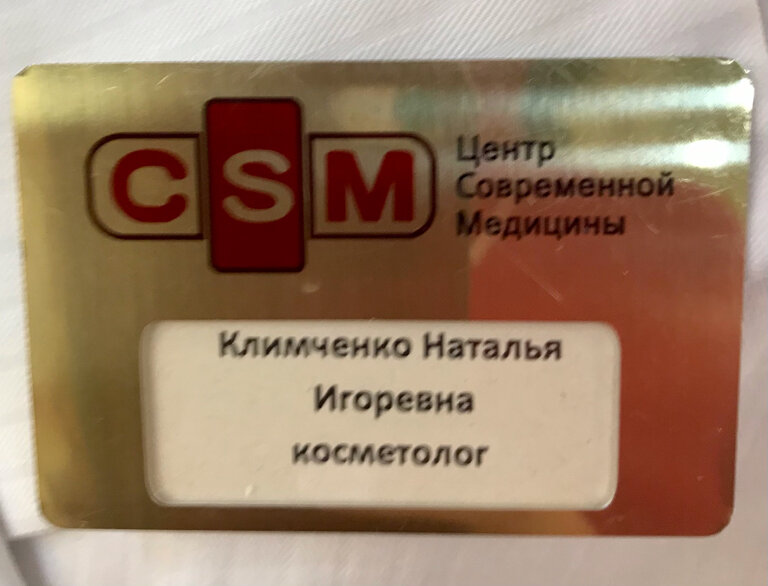 CSM
Центр
Современной
Медицины
Климченко Наталья
Игоревна
косметолог